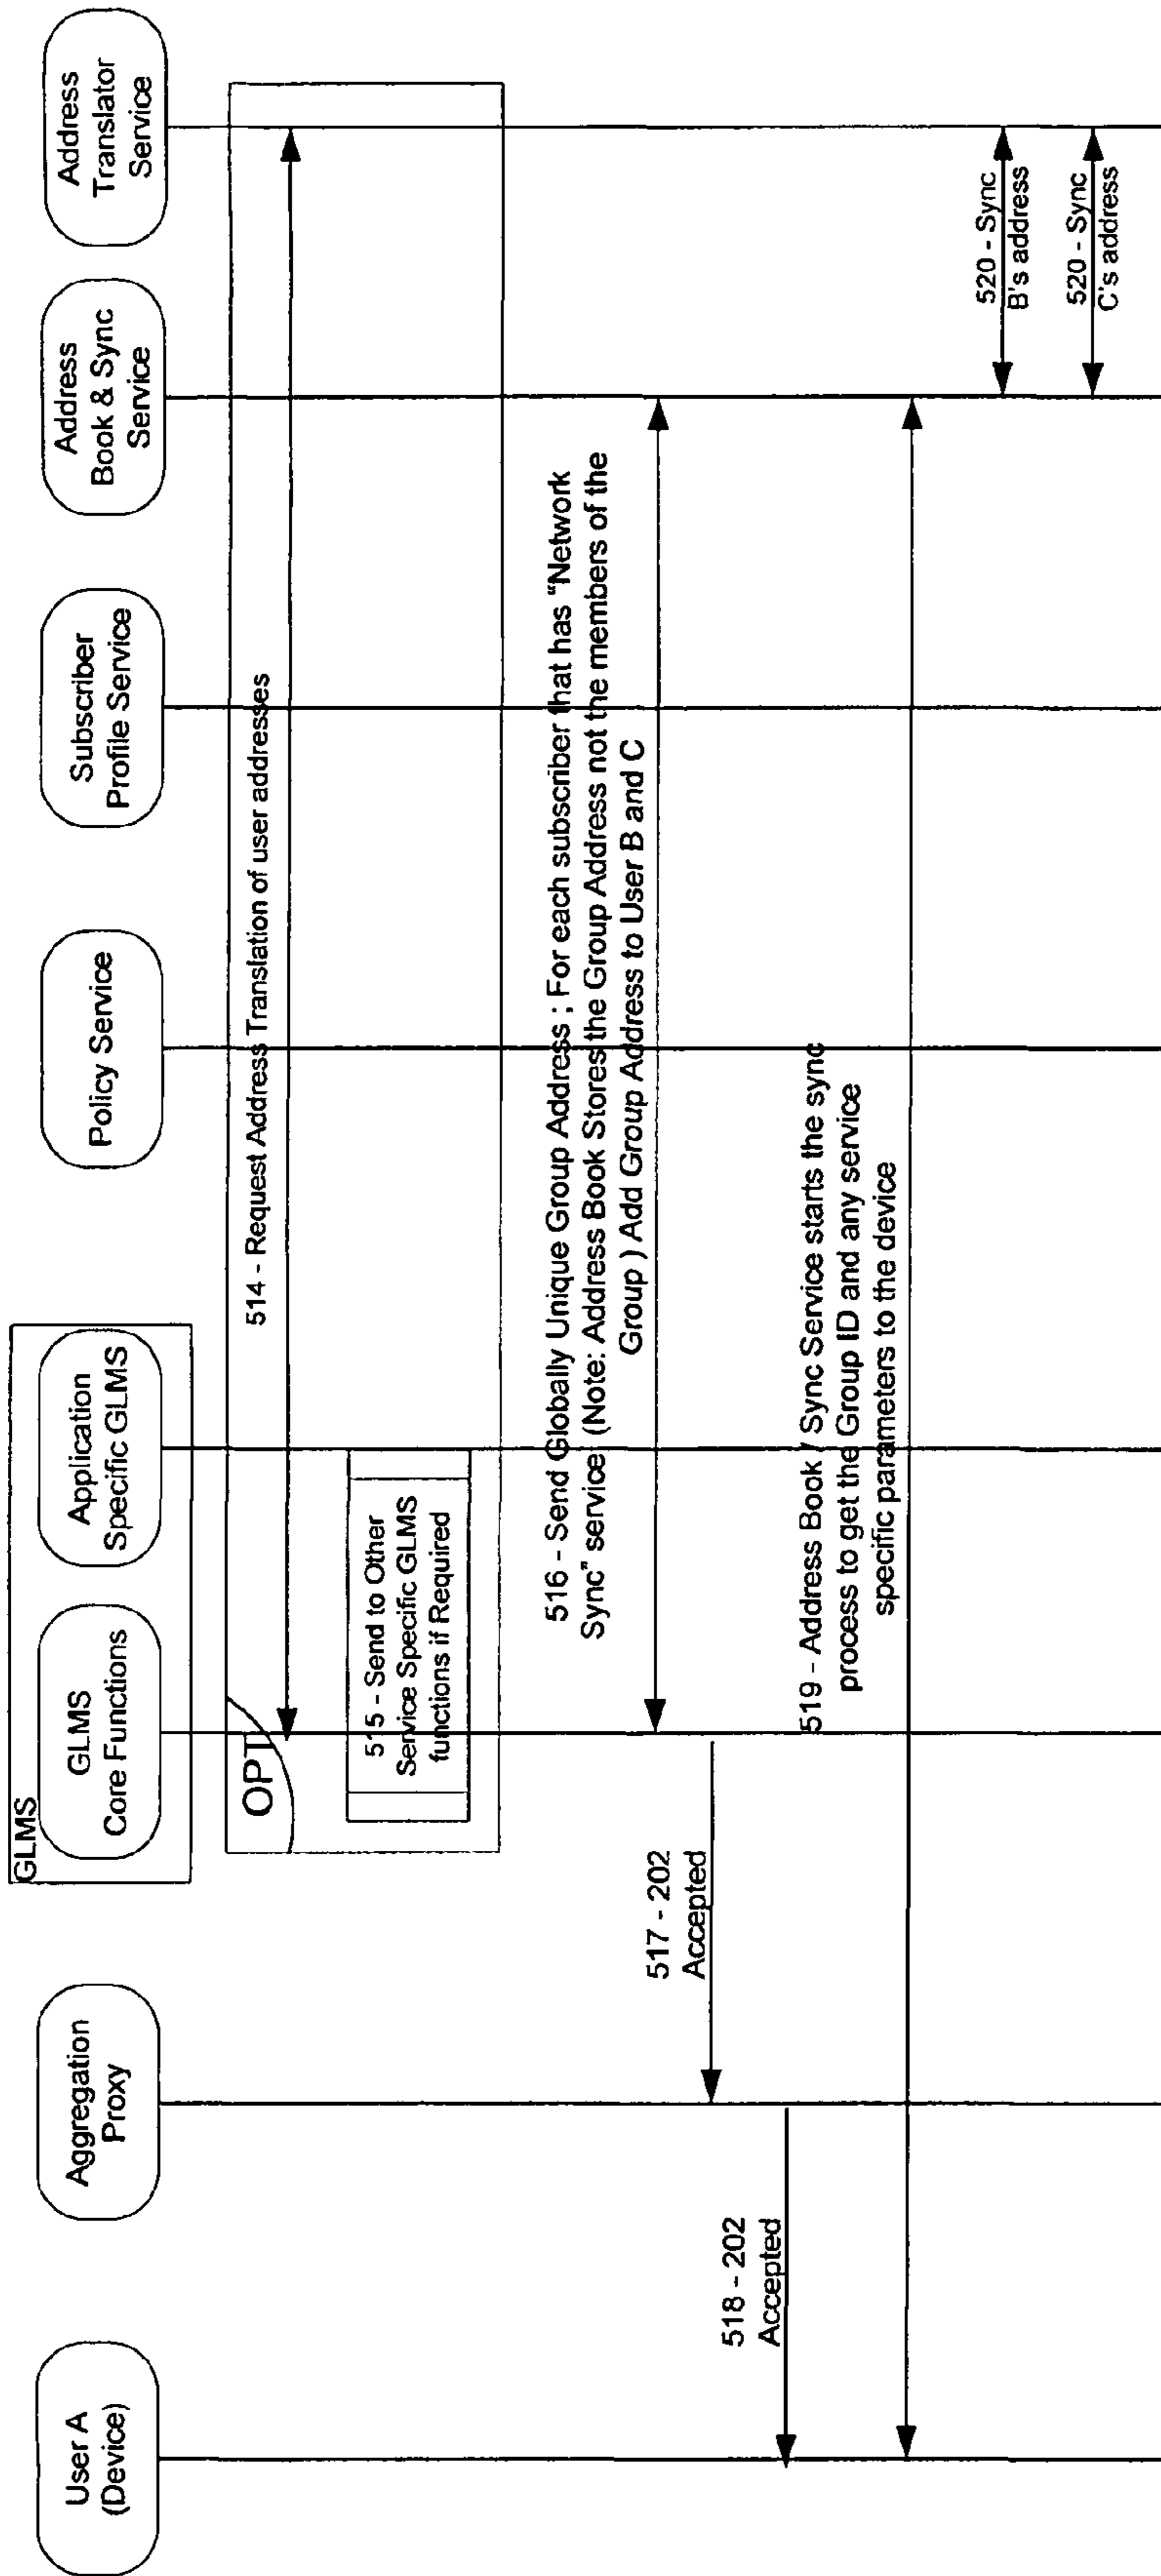 User A
(Device)
Aggregation
Proxy
GLMS
GLMS
Core Functions
Application
Specific GLMS
Policy Service
Subscriber
Profile Service
Address
Book & Sync
Service
Address
Translator
Service
OPT
514 - Request Address Translation of user addresses
515 - Send to Other
Service Specific GLMS
functions if Required
516 - Send Globally Unique Group Address ; For each subscriber that has "Network
Sync" service (Note: Address Book Stores the Group Address not the members of the
Group ) Add Group Address to User B and C
517 - 202
Accepted
518 - 202
Accepted
519 - Address Book / Sync Service starts the sync
process to get the Group ID and any service
specific parameters to the device
520 - Sync
B's address
520 - Sync
C's address